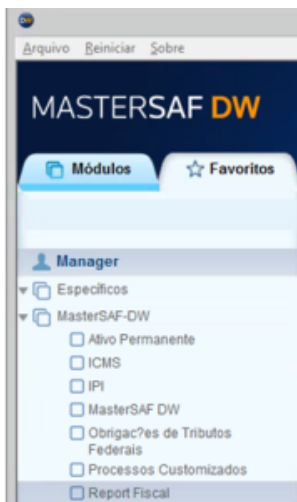 Arquivo Reiniciar Sobre
MASTERSAF DW
Módulos Favoritos
Manager
Específicos
MasterSAF-DW
Ativo Permanente
ICMS
IPI
MasterSAF DW
Obrigac?es de Tributos
Federais
Processos Customizados
Report Fiscal